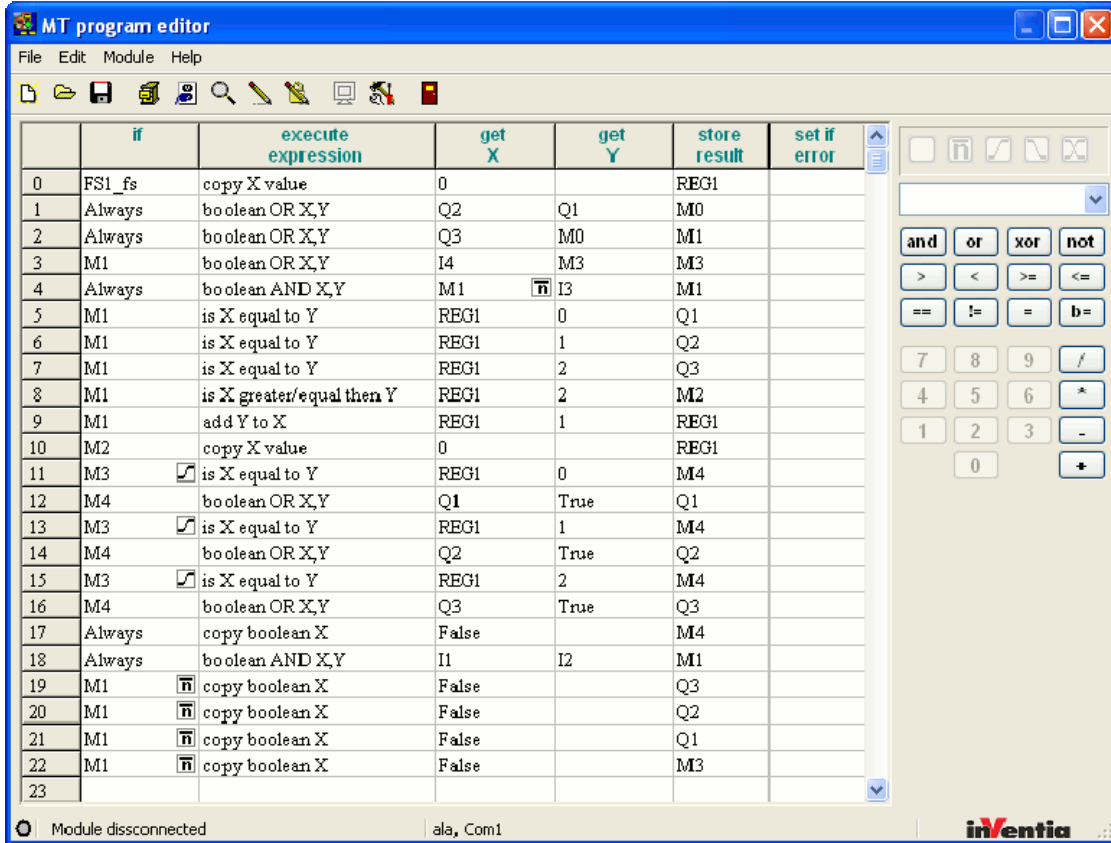 MT program editor
File Edit Module Help
if execute expression get X get Y store result set if error
0 FS1_fs copy X value 0 REG1
1 Always boolean OR X,Y Q2 Q1 M0
2 Always boolean OR X,Y Q3 M0 M1
3 M1 boolean OR X,Y I4 M3 M3
4 Always boolean AND X,Y M1 n I3 M1
5 M1 is X equal to Y REG1 0 Q1
6 M1 is X equal to Y REG1 1 Q2
7 M1 is X equal to Y REG1 2 Q3
8 M1 is X greater/equal then Y REG1 2 M2
9 M1 add Y to X REG1 1 REG1
10 M2 copy X value 0 REG1
11 M3 is X equal to Y REG1 0 M4
12 M4 boolean OR X,Y Q1 True Q1
13 M3 is X equal to Y REG1 1 M4
14 M4 boolean OR X,Y Q2 True Q2
15 M3 is X equal to Y REG1 2 M4
16 M4 boolean OR X,Y Q3 True Q3
17 Always copy boolean X False M4
18 Always boolean AND X,Y I1 I2 M1
19 M1 n copy boolean X False Q3
20 M1 n copy boolean X False Q2
21 M1 n copy boolean X False Q1
22 M1 n copy boolean X False M3
23
n
and or xor not
> < >= <=
== != = b=
7 8 9 /
4 5 6 *
1 2 3 -
0 +
Module dissconnected ala, Com1 inVentia